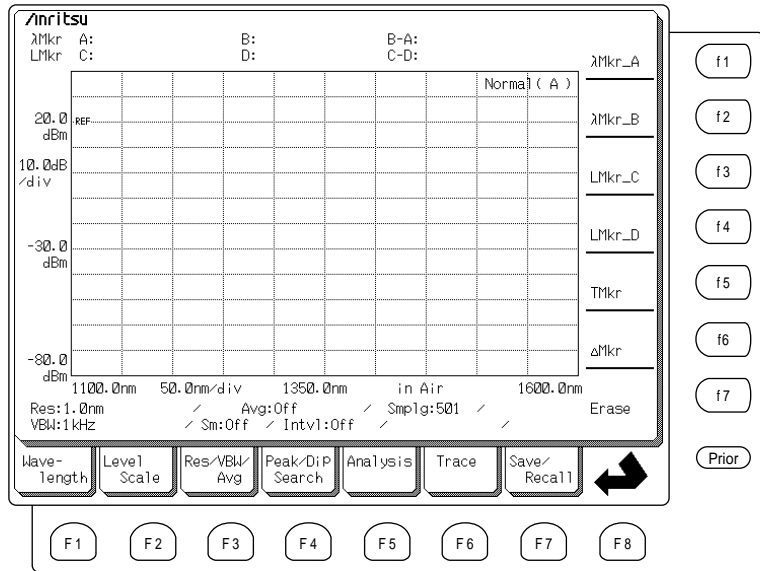 Anritsu
λMkr A: B: B-A:
LMkr C: D: C-D:
Normal( A )
20.0
dBm
REF
10.0dB
/div
-30.0
dBm
-80.0
dBm
1100.0nm 50.0nm/div 1350.0nm in Air 1600.0nm
Res:1.0nm / Avg:Off / Smplg:501 /
VBW:1kHz / Sm:Off / Intvl:Off / /
λMkr_A
λMkr_B
LMkr_C
LMkr_D
TMkr
ΔMkr
Erase
f1
f2
f3
f4
f5
f6
f7
Prior
Wave-
length
Level
Scale
Res/VBW/
Avg
Peak/Dip
Search
Analysis
Trace
Save/
Recall
F1 F2 F3 F4 F5 F6 F7 F8